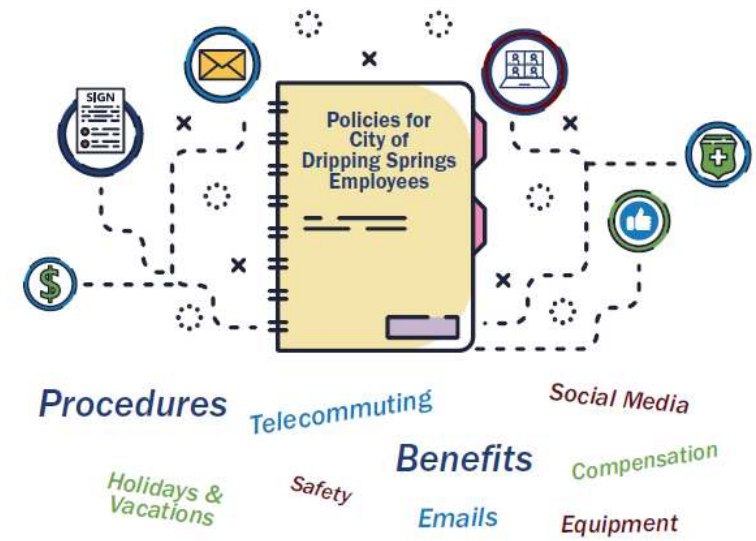 SIGN
Policies for
City of
Dripping Springs
Employees
$
Procedures
Telecommuting
Social Media
Benefits
Compensation
Holidays &
Vacations
Safety
Emails
Equipment